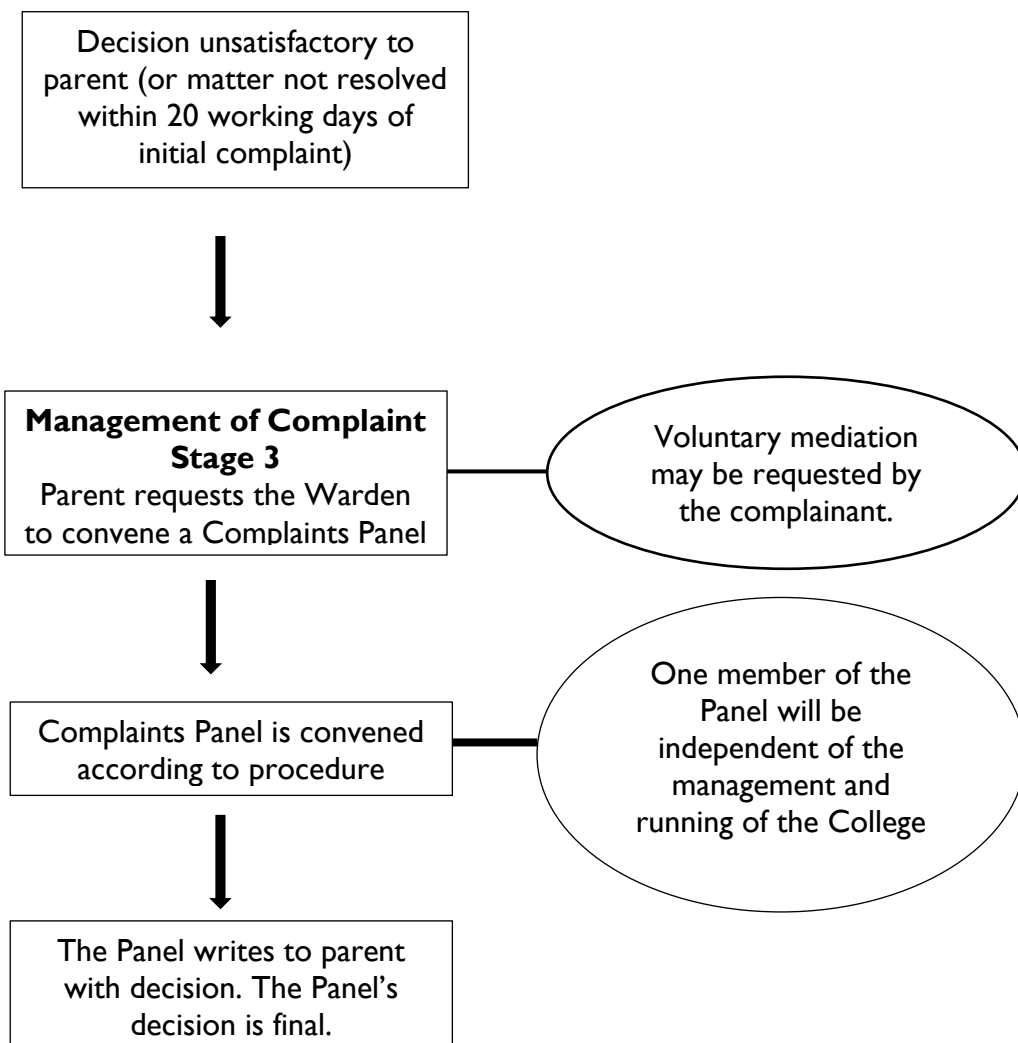 Decision unsatisfactory to
parent (or matter not resolved
within 20 working days of
initial complaint)
Management of Complaint
Stage 3
Parent requests the Warden
to convene a Complaints Panel
Voluntary mediation
may be requested by
the complainant.
Complaints Panel is convened
according to procedure
One member of the
Panel will be
independent of the
management and
running of the College
The Panel writes to parent
with decision. The Panel’s
decision is final.